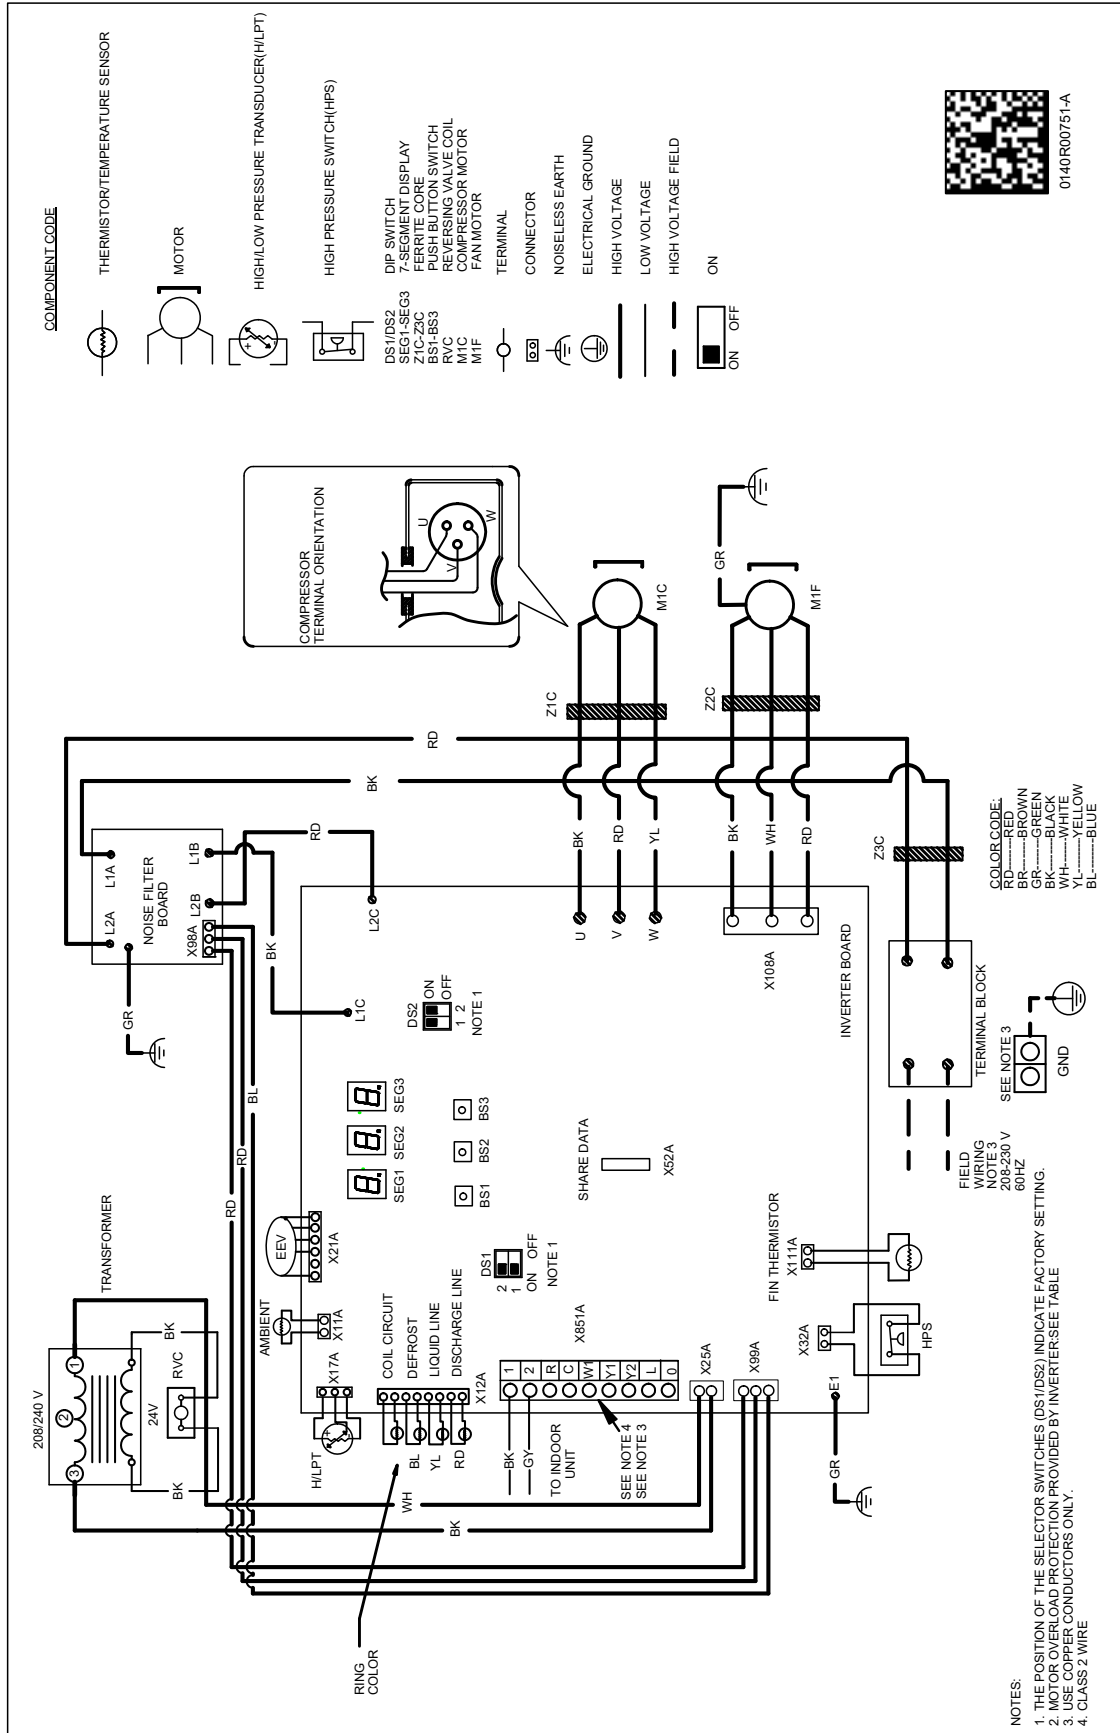 COMPONENT CODE
THERMISTOR/TEMPERATURE SENSOR
MOTOR
HIGH/LOW PRESSURE TRANSDUCER(H/LPT)
HIGH PRESSURE SWITCH(HPS)
DS1/DS2 DIP SWITCH
SEG1-SEG3 7-SEGMENT DISPLAY
Z1C-Z3C FERRITE CORE
BS1-BS3 PUSH BUTTON SWITCH
RVC REVERSING VALVE COIL
M1C COMPRESSOR MOTOR
M1F FAN MOTOR
TERMINAL
CONNECTOR
NOISELESS EARTH
ELECTRICAL GROUND
HIGH VOLTAGE
LOW VOLTAGE
HIGH VOLTAGE FIELD
ON OFF ON
0140R00751-A
COMPRESSOR
TERMINAL ORIENTATION
U
V
W
M1C
GR
M1F
Z1C
Z2C
RD
BK
Z3C
L2A L1A
NOISE FILTER
BOARD
X98A L2B L1B
GR
RD
BK
BK
RD
YL
BK
WH
RD
L2C
L1C
U
V
W
X108A
INVERTER BOARD
DS2
ON
OFF
1 2
NOTE 1
SEG1 SEG2 SEG3
BS1 BS2 BS3
SHARE DATA
X52A
DS1
2
1
ON OFF
NOTE 1
TRANSFORMER
208/240 V
1
2
3
24V
RVC
BK
BK
RD
RD
BL
EEV
X21A
AMBIENT
X11A
X17A
H/LPT
COIL CIRCUIT
DEFROST
LIQUID LINE
DISCHARGE LINE
X12A
BL
YL
RD
RING
COLOR
WH
BK
X851A
1
2
R
C
W1
Y1
Y2
L
0
BK
GY
TO INDOOR
UNIT
SEE NOTE 4
SEE NOTE 3
X25A
X99A
X32A
HPS
E1
GR
FIN THERMISTOR
X111A
TERMINAL BLOCK
FIELD
WIRING
NOTE 3
208-230 V
60HZ
SEE NOTE 3
GND
COLOR CODE:
RD--------RED
BR--------BROWN
GR--------GREEN
BK--------BLACK
WH-------WHITE
YL--------YELLOW
BL--------BLUE
NOTES:
1. THE POSITION OF THE SELECTOR SWITCHES (DS1/DS2) INDICATE FACTORY SETTING.
2. MOTOR OVERLOAD PROTECTION PROVIDED BY INVERTER:SEE TABLE
3. USE COPPER CONDUCTORS ONLY.
4. CLASS 2 WIRE